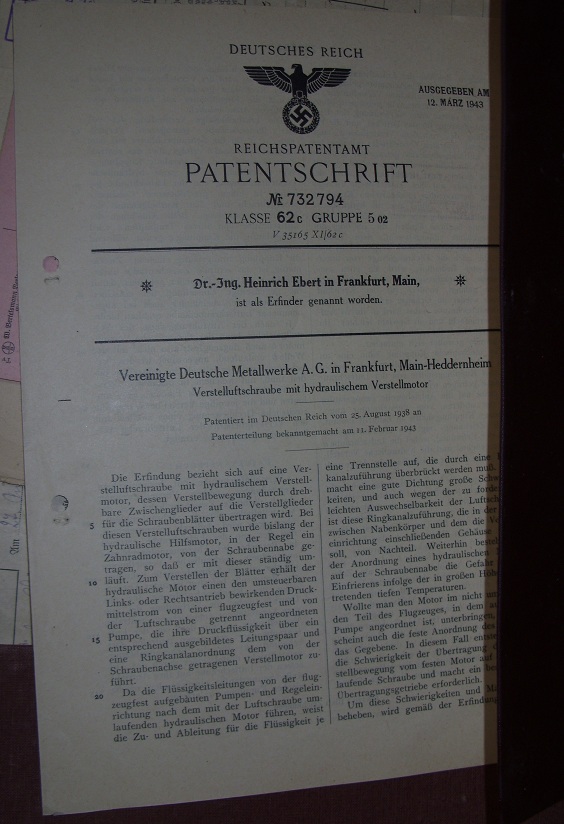 DEUTSCHES REICH
AUSGEGEBEN AM
12. MÄRZ 1943
REICHSPATENTAMT
PATENTSCHRIFT
№ 732794
KLASSE 62c GRUPPE 5 02
V 35165 XI/62c
Dr.-Ing. Heinrich Ebert in Frankfurt, Main,
ist als Erfinder genannt worden.
Vereinigte Deutsche Metallwerke A. G. in Frankfurt, Main-Heddernheim
Verstelluftschraube mit hydraulischem Verstellmotor
Patentiert im Deutschen Reich vom 25. August 1938 an
Patenterteilung bekanntgemacht am 11. Februar 1943
Die Erfindung bezieht sich auf eine Ver-
stelluftschraube mit hydraulischem Verstell-
motor, dessen Verstellbewegung durch dreh-
bare Zwischenglieder auf die Verstellglieder
5 für die Schraubenblätter übertragen wird. Bei
diesen Verstelluftschrauben wurde bislang der
hydraulische Hilfsmotor, in der Regel ein
Zahnradmotor, von der Schraubennabe ge-
tragen, so daß er mit dieser ständig um-
10 läuft. Zum Verstellen der Blätter erhält der
hydraulische Motor einen den umsteuerbaren
Links- oder Rechtsantrieb bewirkenden Druck-
mittelstrom von einer flugzeugfest und von
der Luftschraube getrennt angeordneten
15 Pumpe, die ihre Druckflüssigkeit über ein
entsprechend ausgebildetes Leitungspaar und
eine Ringkanalanordnung dem von der
Schraubenachse getragenen Verstellmotor zu-
führt.
20 Da die Flüssigkeitsleitungen von der flug-
zeugfest aufgebauten Pumpen- und Regelein-
richtung nach dem mit der Luftschraube um-
laufenden hydraulischen Motor führen, weist
die Zu- und Ableitung für die Flüssigkeit je
eine Trennstelle auf, die durch eine
kanalzuführung überbrückt werden muß.
macht eine gute Dichtung große Schw
keiten, und auch wegen der zu ford
leichten Auswechselbarkeit der Luftsch
ist diese Ringkanalzuführung, die in der
zwischen Nabenkörper und dem die Ve
einrichtung einschließenden Gehäuse
soll, von Nachteil. Weiterhin besteh
der Anordnung eines hydraulischen
auf der Schraubennabe die Gefahr
Einfrierens infolge der in großen Höhe
tretenden tiefen Temperaturen.
Wollte man den Motor im nicht um
den Teil des Flugzeuges, in dem a
Pumpe angeordnet ist, unterbringen,
scheint auch die feste Anordnung des
das Gegebene. In diesem Fall entst
die Schwierigkeit der Übertragung
stellbewegung vom festen Motor auf
laufende Schraube und macht ein be
Übertragungsgetriebe erforderlich.
Um diese Schwierigkeiten und M
beheben, wird gemäß der Erfindung